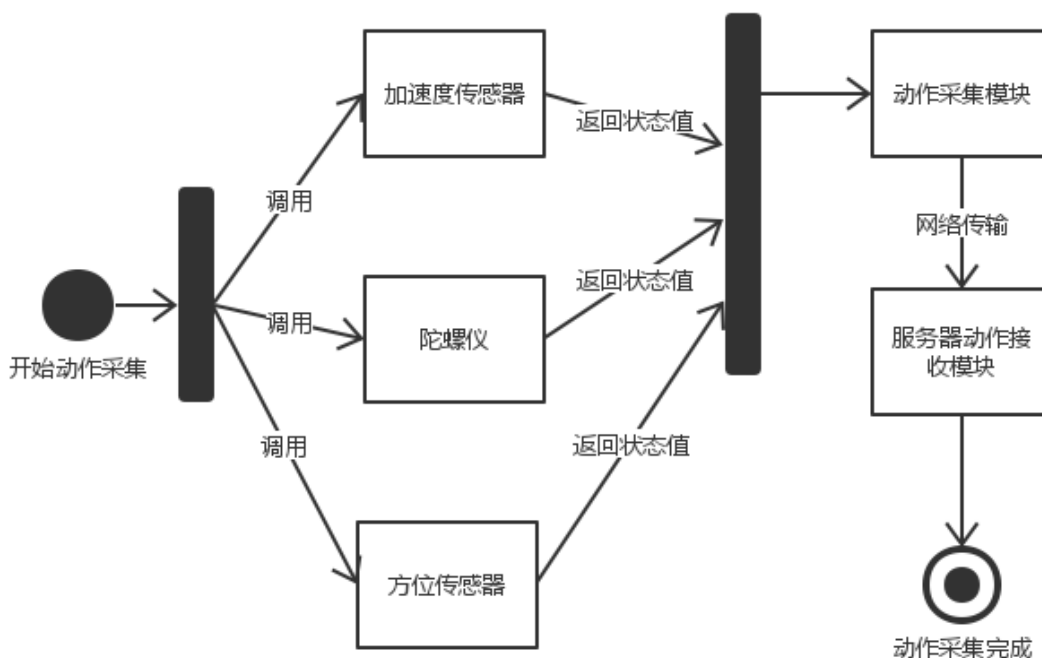 加速度传感器
返回状态值
动作采集模块
调用
网络传输
返回状态值
开始动作采集
调用
陀螺仪
服务器动作接
收模块
调用
返回状态值
方位传感器
动作采集完成